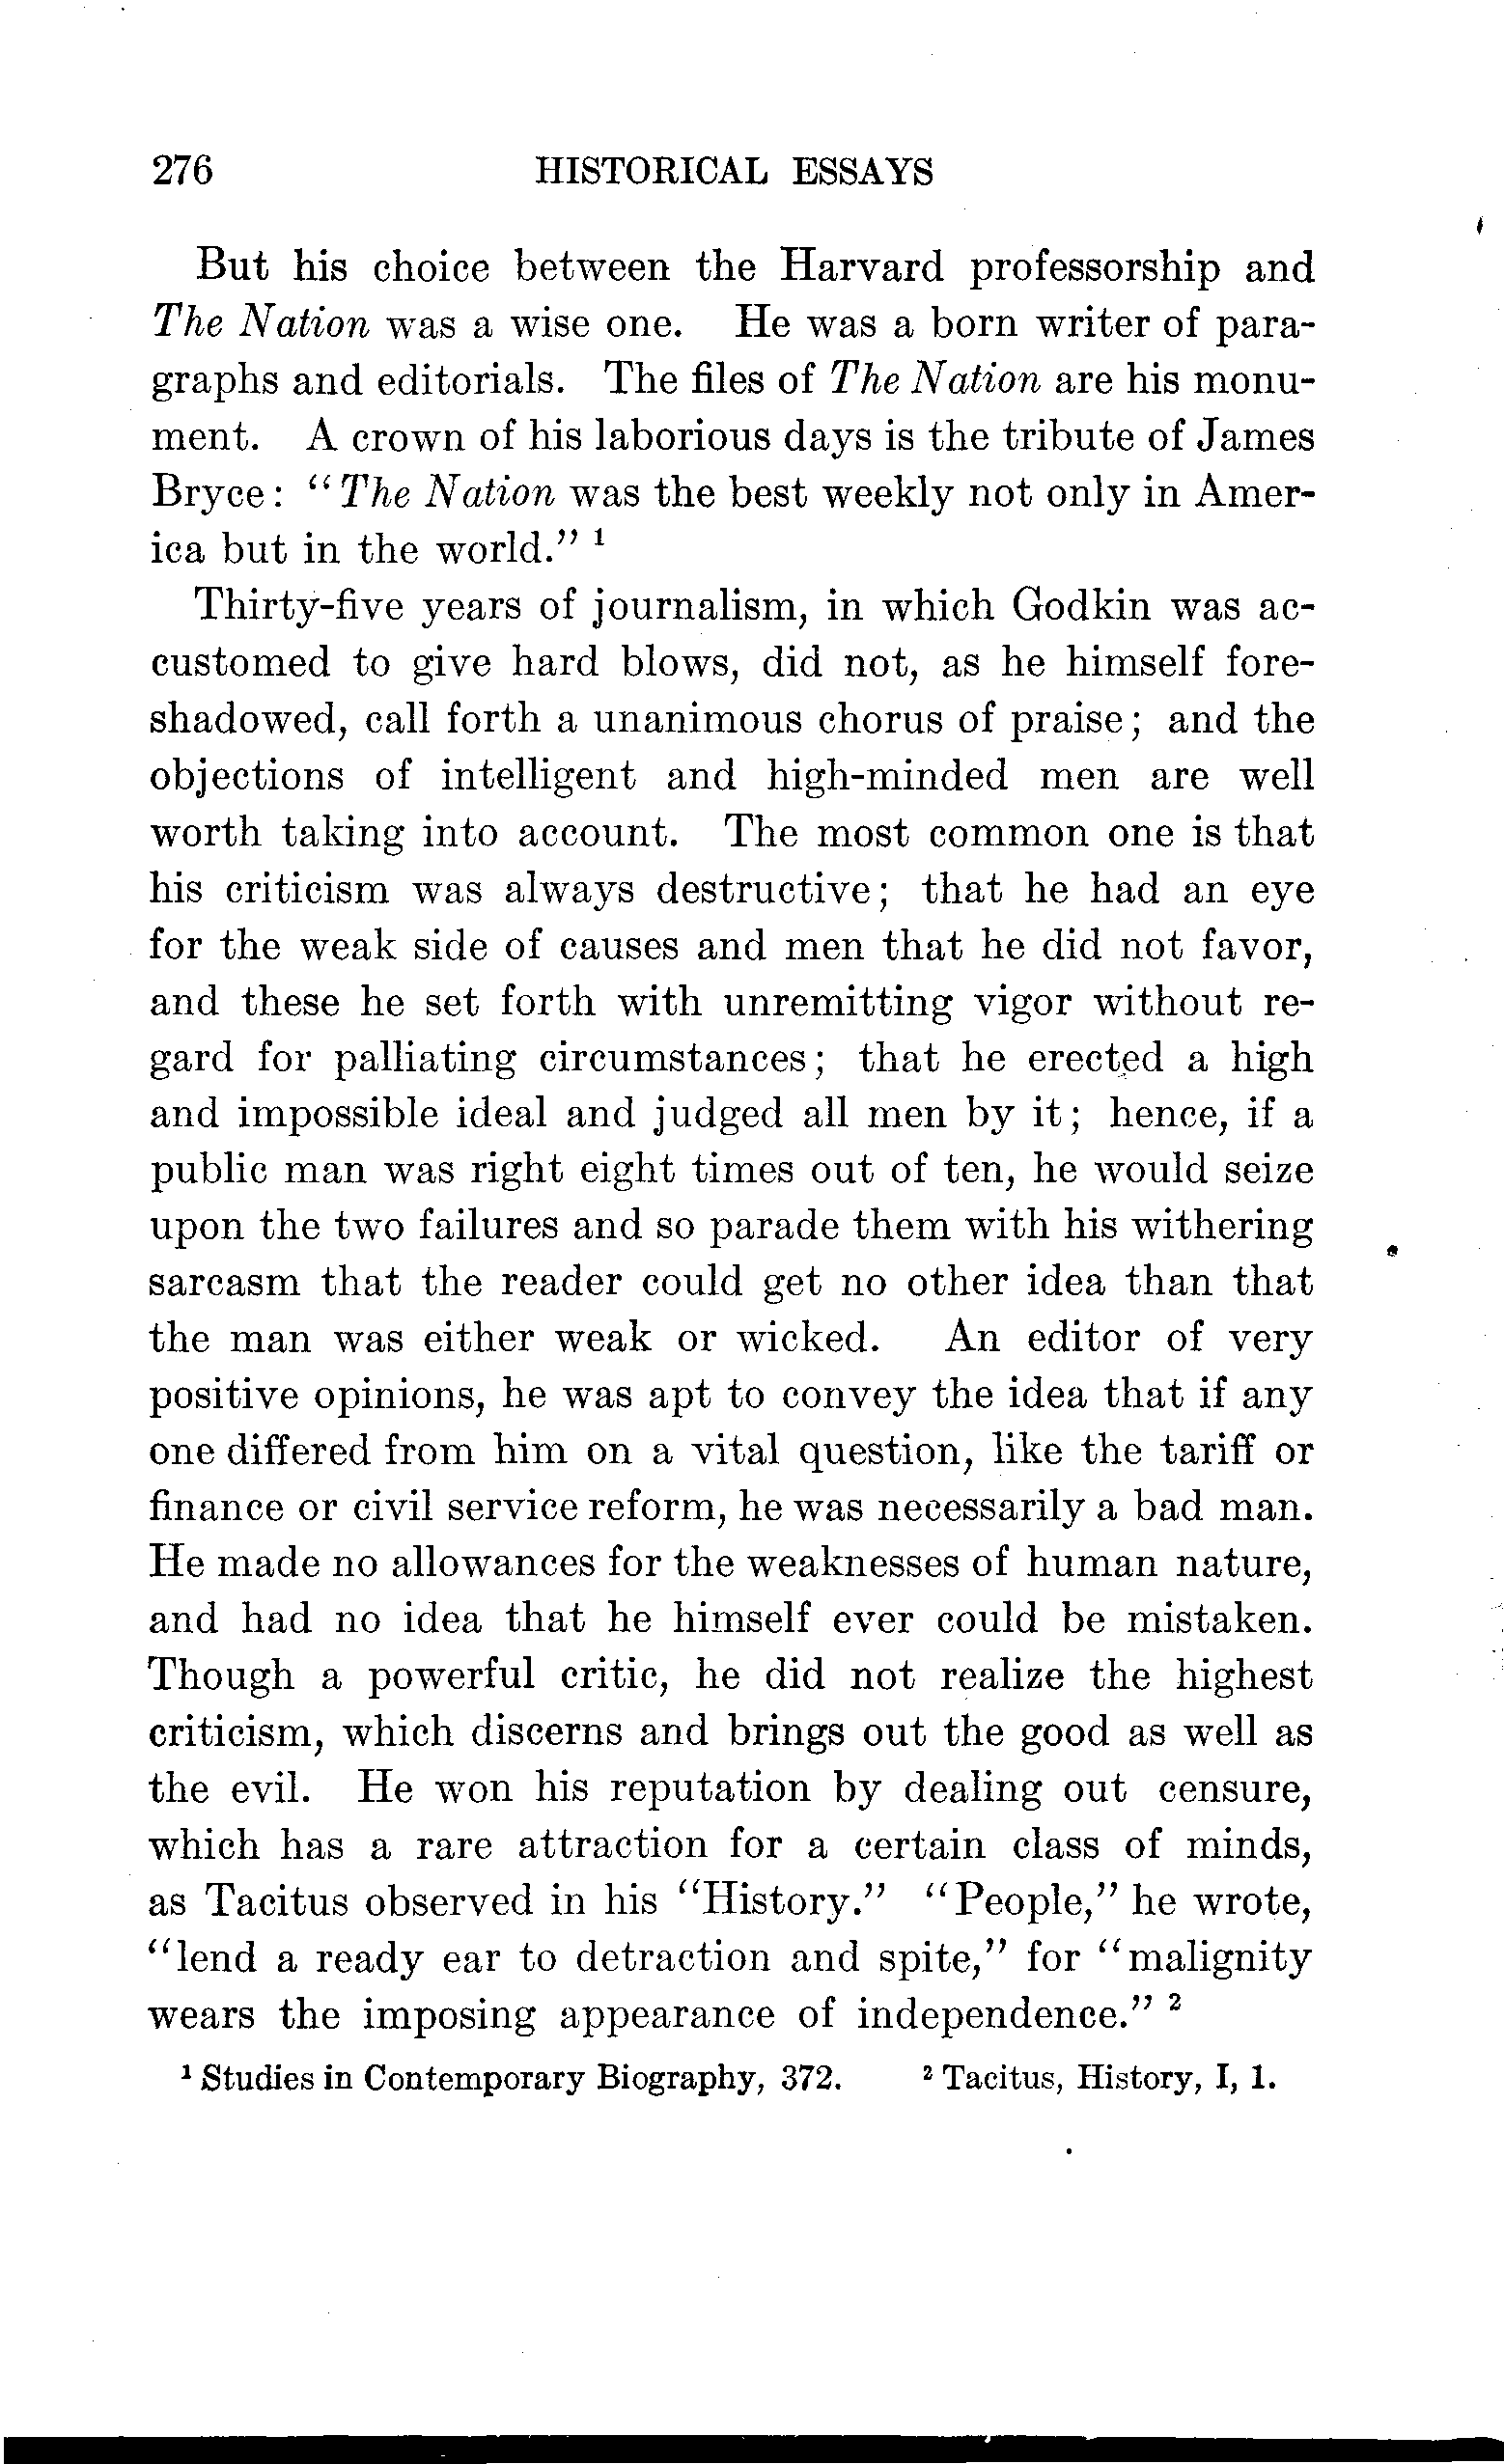 276 HISTORICAL ESSAYS
But his choice between the Harvard professorship and
The Nation was a wise one. He was a born writer of para-
graphs and editorials. The files of The Nation are his monu-
ment. A crown of his laborious days is the tribute of James
Bryce: “The Nation was the best weekly not only in Amer-
ica but in the world.” ¹
Thirty-five years of journalism, in which Godkin was ac-
customed to give hard blows, did not, as he himself fore-
shadowed, call forth a unanimous chorus of praise; and the
objections of intelligent and high-minded men are well
worth taking into account. The most common one is that
his criticism was always destructive; that he had an eye
for the weak side of causes and men that he did not favor,
and these he set forth with unremitting vigor without re-
gard for palliating circumstances; that he erected a high
and impossible ideal and judged all men by it; hence, if a
public man was right eight times out of ten, he would seize
upon the two failures and so parade them with his withering
sarcasm that the reader could get no other idea than that
the man was either weak or wicked. An editor of very
positive opinions, he was apt to convey the idea that if any
one differed from him on a vital question, like the tariff or
finance or civil service reform, he was necessarily a bad man.
He made no allowances for the weaknesses of human nature,
and had no idea that he himself ever could be mistaken.
Though a powerful critic, he did not realize the highest
criticism, which discerns and brings out the good as well as
the evil. He won his reputation by dealing out censure,
which has a rare attraction for a certain class of minds,
as Tacitus observed in his “History.” “People,” he wrote,
“lend a ready ear to detraction and spite,” for “malignity
wears the imposing appearance of independence.” ²
¹ Studies in Contemporary Biography, 372. ² Tacitus, History, I, 1.